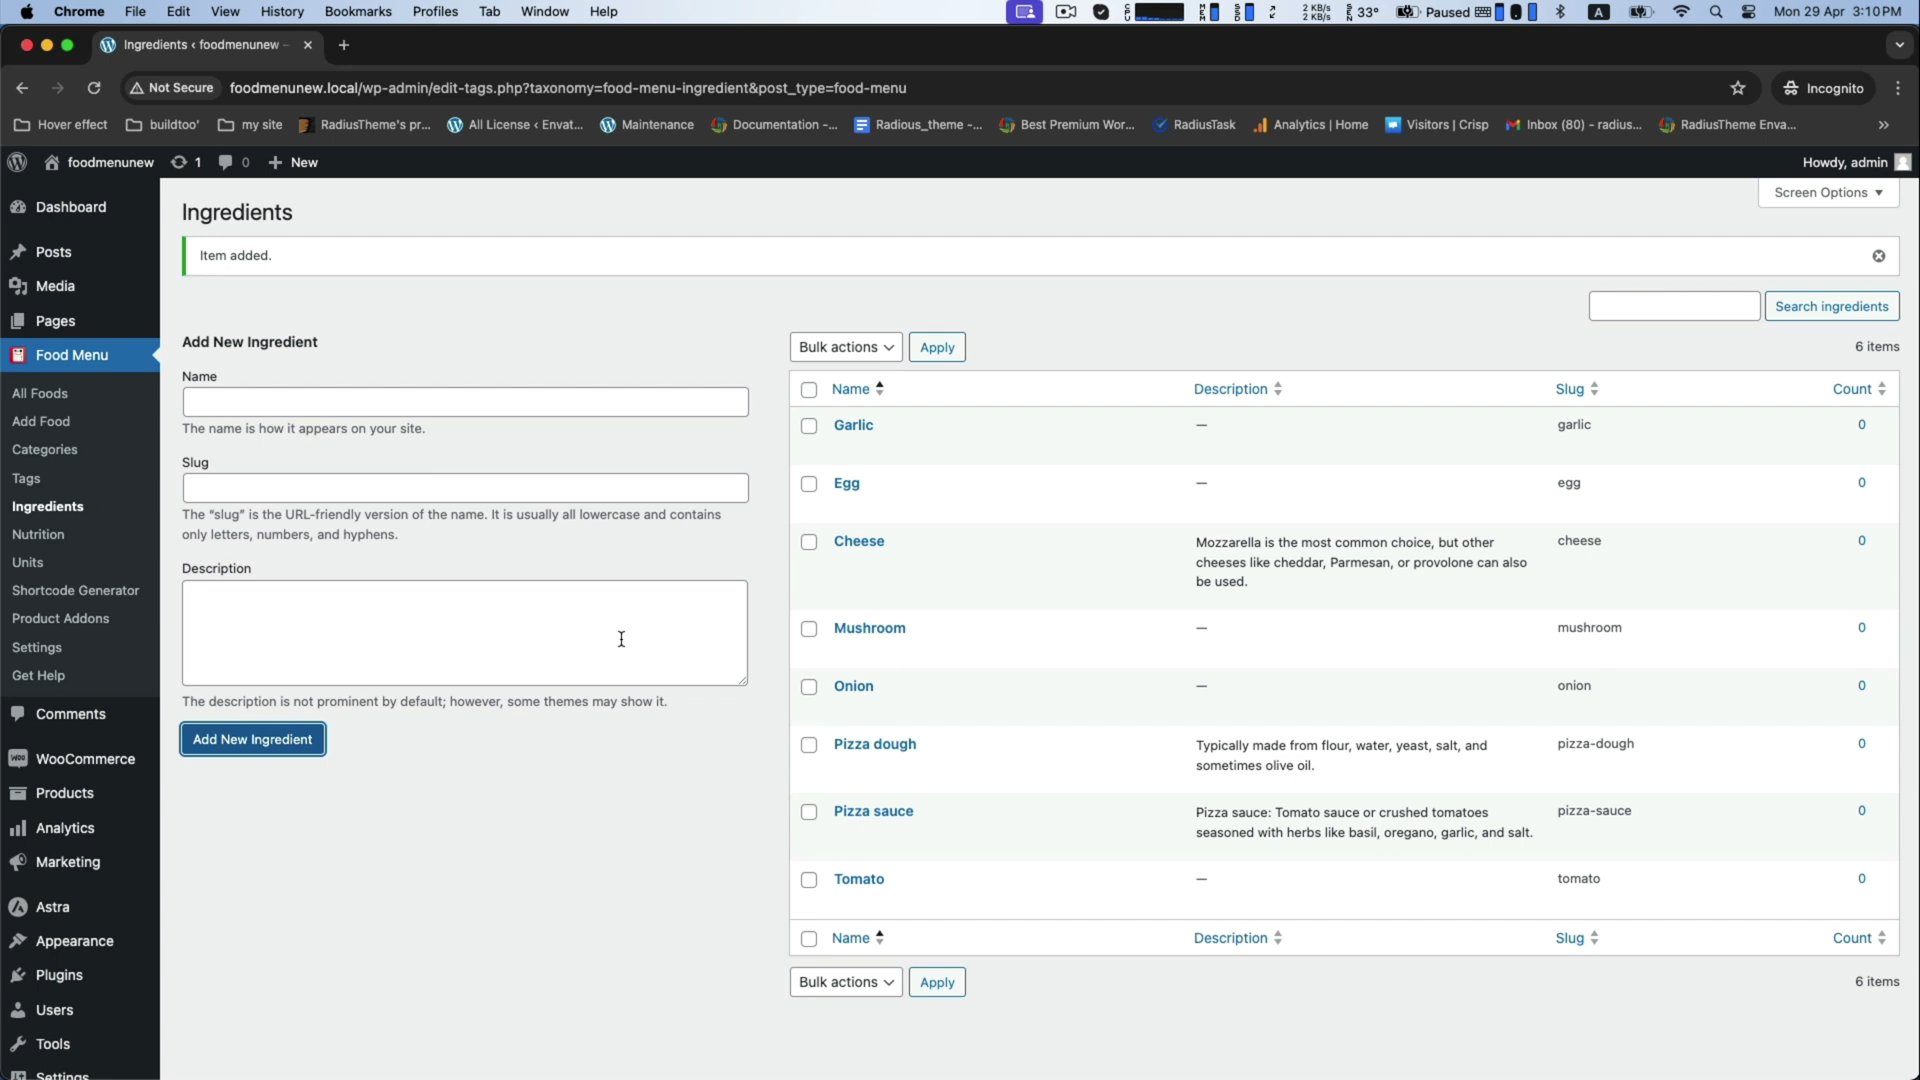 Chrome File Edit View History Bookmarks Profiles Tab Window Help 2 KB/s 2 KB/s 33° Paused A Mon 29 Apr 3:10 PM
Ingredients ‹ foodmenunew –
Not Secure foodmenunew.local/wp-admin/edit-tags.php?taxonomy=food-menu-ingredient&post_type=food-menu Incognito
Hover effect buildtoo' my site RadiusTheme's pr... All License ‹ Envat... Maintenance Documentation -... Radious_theme -... Best Premium Wor... RadiusTask Analytics | Home Visitors | Crisp Inbox (80) - radius... RadiusTheme Enva... »
foodmenunew 1 0 + New Howdy, admin
Screen Options
Dashboard
Posts
Media
Pages
Food Menu
All Foods
Add Food
Categories
Tags
Ingredients
Nutrition
Units
Shortcode Generator
Product Addons
Settings
Get Help
Comments
WooCommerce
Products
Analytics
Marketing
Astra
Appearance
Plugins
Users
Tools
Settings
Ingredients
Item added.
Search ingredients
Add New Ingredient
Name
The name is how it appears on your site.
Slug
The “slug” is the URL-friendly version of the name. It is usually all lowercase and contains
only letters, numbers, and hyphens.
Description
The description is not prominent by default; however, some themes may show it.
Add New Ingredient
Bulk actions Apply 6 items
Name Description Slug Count
Garlic — garlic 0
Egg — egg 0
Cheese Mozzarella is the most common choice, but other cheese 0
cheeses like cheddar, Parmesan, or provolone can also
be used.
Mushroom — mushroom 0
Onion — onion 0
Pizza dough Typically made from flour, water, yeast, salt, and pizza-dough 0
sometimes olive oil.
Pizza sauce Pizza sauce: Tomato sauce or crushed tomatoes pizza-sauce 0
seasoned with herbs like basil, oregano, garlic, and salt.
Tomato — tomato 0
Name Description Slug Count
Bulk actions Apply 6 items